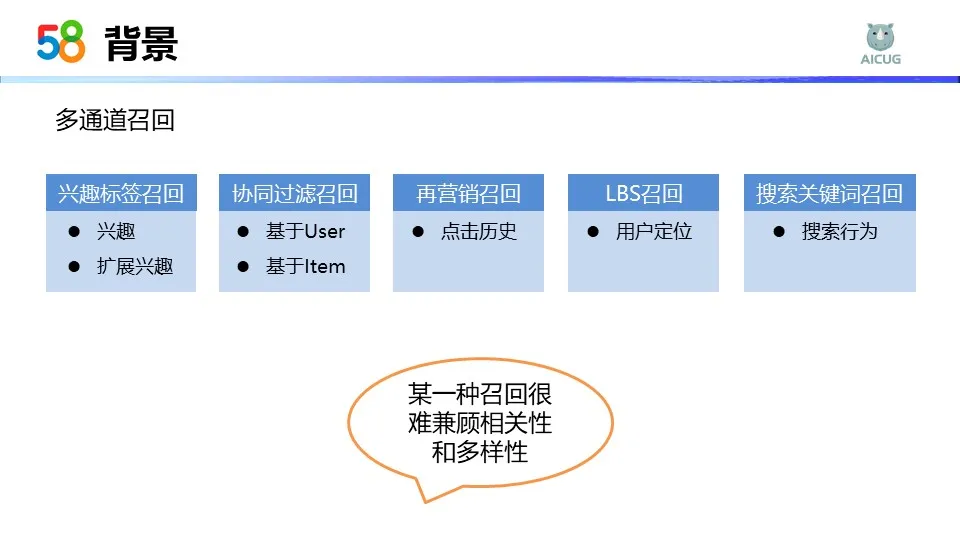 58 背景
AICUG
多通道召回
兴趣标签召回
● 兴趣
● 扩展兴趣
协同过滤召回
● 基于User
● 基于Item
再营销召回
● 点击历史
LBS召回
● 用户定位
搜索关键词召回
● 搜索行为
某一种召回很
难兼顾相关性
和多样性